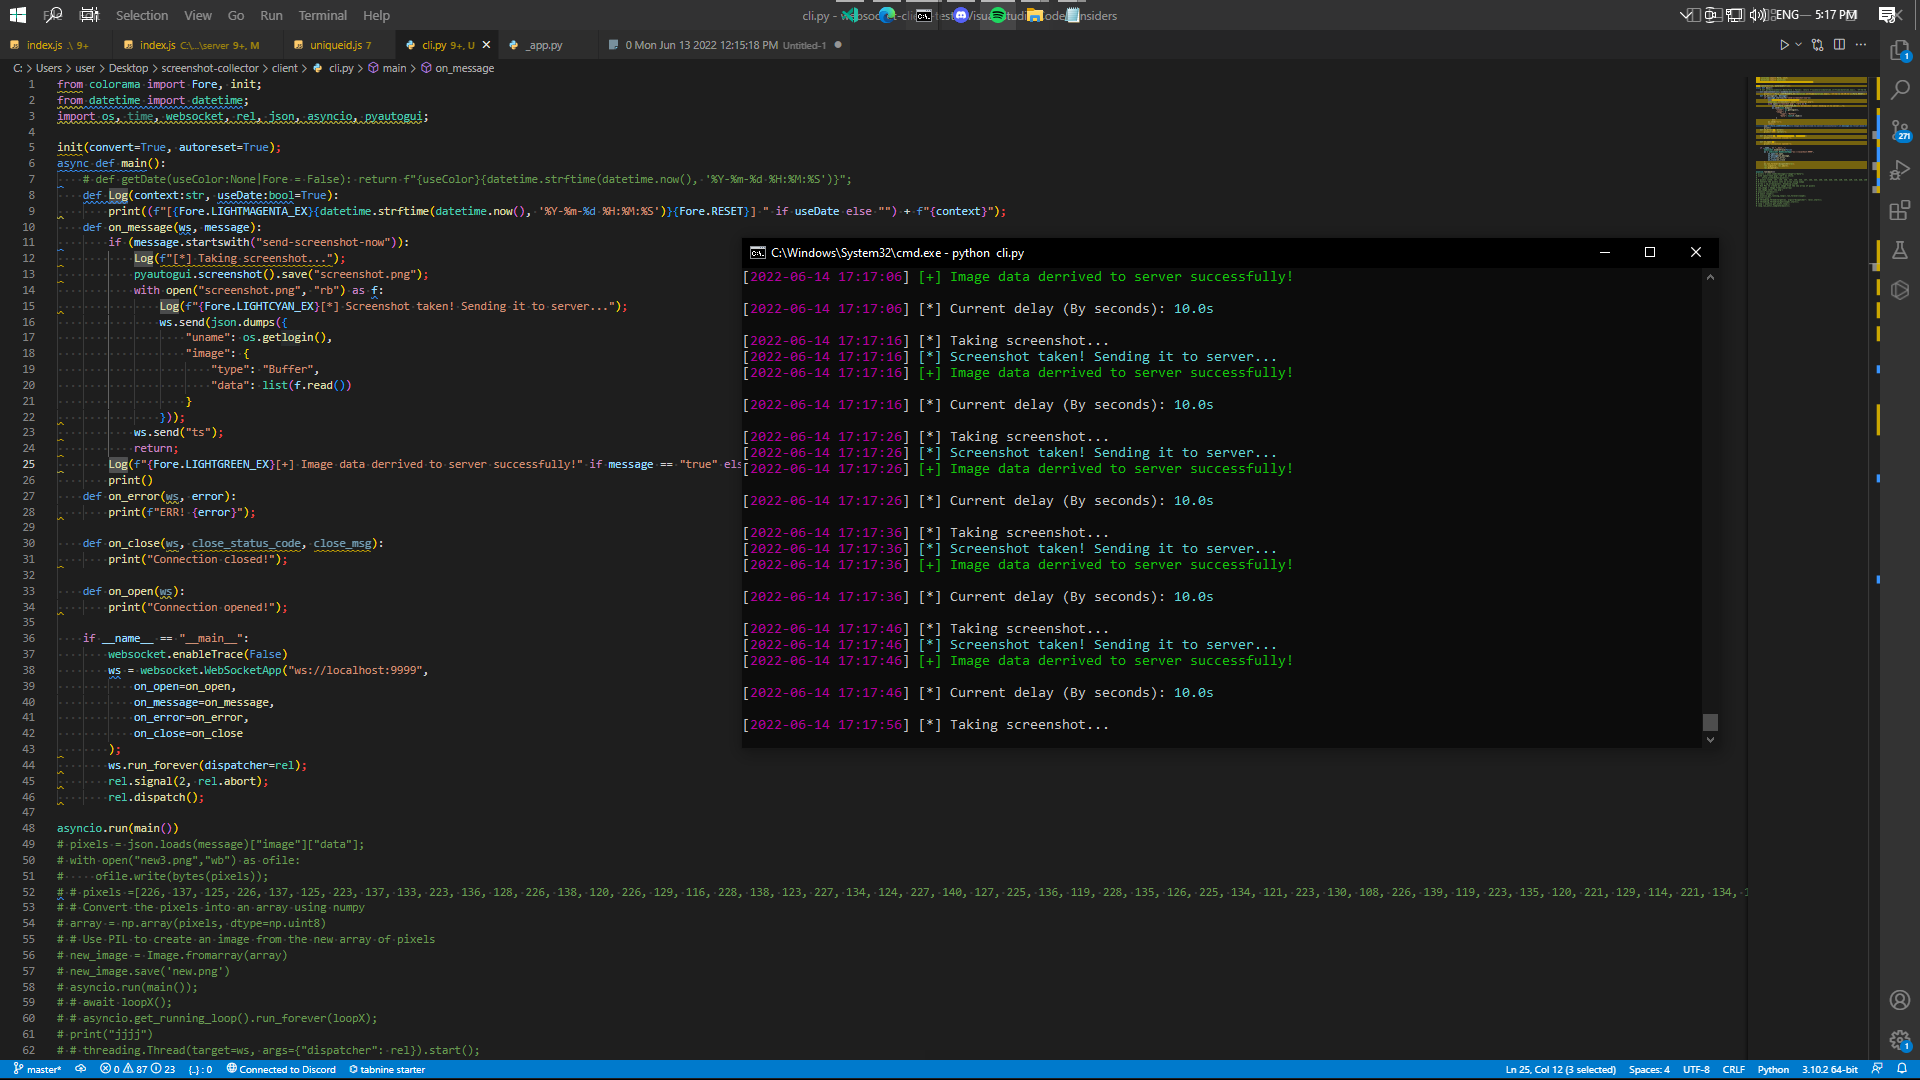 File Edit Selection View Go Run Terminal Help
ENG 5:17 PM
index.js .\ 9+
index.js C:\...\server 9+, M
uniqueid.js 7
cli.py 9+, U
_app.py
0 Mon Jun 13 2022 12:15:18 PM Untitled-1
C: > Users > user > Desktop > screenshot-collector > client > cli.py > main > on_message
1 from colorama import Fore, init;
2 from datetime import datetime;
3 import os, time, websocket, rel, json, asyncio, pyautogui;
4
5 init(convert=True, autoreset=True);
6 async def main():
7 # def getDate(useColor:None|Fore = False): return f"{useColor}{datetime.strftime(datetime.now(), '%Y-%m-%d %H:%M:%S')}";
8 def Log(context:str, useDate:bool=True):
9 print((f"[{Fore.LIGHTMAGENTA_EX}{datetime.strftime(datetime.now(), '%Y-%m-%d %H:%M:%S')}{Fore.RESET}] " if useDate else "") + f"{context}");
10 def on_message(ws, message):
11 if (message.startswith("send-screenshot-now")):
12 Log(f"[*] Taking screenshot...");
13 pyautogui.screenshot().save("screenshot.png");
14 with open("screenshot.png", "rb") as f:
15 Log(f"{Fore.LIGHTCYAN_EX}[*] Screenshot taken! Sending it to server...");
16 ws.send(json.dumps({
17 "uname": os.getlogin(),
18 "image": {
19 "type": "Buffer",
20 "data": list(f.read())
21 }
22 }));
23 ws.send("ts");
24 return;
25 Log(f"{Fore.LIGHTGREEN_EX}[+] Image data derrived to server successfully!" if message == "true" els
26 print()
27 def on_error(ws, error):
28 print(f"ERR! {error}");
29
30 def on_close(ws, close_status_code, close_msg):
31 print("Connection closed!");
32
33 def on_open(ws):
34 print("Connection opened!");
35
36 if __name__ == "__main__":
37 websocket.enableTrace(False)
38 ws = websocket.WebSocketApp("ws://localhost:9999",
39 on_open=on_open,
40 on_message=on_message,
41 on_error=on_error,
42 on_close=on_close
43 );
44 ws.run_forever(dispatcher=rel);
45 rel.signal(2, rel.abort);
46 rel.dispatch();
47
48 asyncio.run(main())
49 # pixels = json.loads(message)["image"]["data"];
50 # with open("new3.png","wb") as ofile:
51 # ofile.write(bytes(pixels));
52 # # pixels =[226, 137, 125, 226, 137, 125, 223, 137, 133, 223, 136, 128, 226, 138, 120, 226, 129, 116, 228, 138, 123, 227, 134, 124, 227, 140, 127, 225, 136, 119, 228, 135, 126, 225, 134, 121, 223, 130, 108, 226, 139, 119, 223, 135, 120, 221, 129, 114, 221, 134, 1
53 # # Convert the pixels into an array using numpy
54 # array = np.array(pixels, dtype=np.uint8)
55 # # Use PIL to create an image from the new array of pixels
56 # new_image = Image.fromarray(array)
57 # new_image.save('new.png')
58 # asyncio.run(main());
59 # # await loopX();
60 # # asyncio.get_running_loop().run_forever(loopX);
61 # print("jjjj")
62 # # threading.Thread(target=ws, args={"dispatcher": rel}).start();
C:\Windows\System32\cmd.exe - python cli.py
[2022-06-14 17:17:06] [+] Image data derrived to server successfully!
[2022-06-14 17:17:06] [*] Current delay (By seconds): 10.0s
[2022-06-14 17:17:16] [*] Taking screenshot...
[2022-06-14 17:17:16] [*] Screenshot taken! Sending it to server...
[2022-06-14 17:17:16] [+] Image data derrived to server successfully!
[2022-06-14 17:17:16] [*] Current delay (By seconds): 10.0s
[2022-06-14 17:17:26] [*] Taking screenshot...
[2022-06-14 17:17:26] [*] Screenshot taken! Sending it to server...
[2022-06-14 17:17:26] [+] Image data derrived to server successfully!
[2022-06-14 17:17:26] [*] Current delay (By seconds): 10.0s
[2022-06-14 17:17:36] [*] Taking screenshot...
[2022-06-14 17:17:36] [*] Screenshot taken! Sending it to server...
[2022-06-14 17:17:36] [+] Image data derrived to server successfully!
[2022-06-14 17:17:36] [*] Current delay (By seconds): 10.0s
[2022-06-14 17:17:46] [*] Taking screenshot...
[2022-06-14 17:17:46] [*] Screenshot taken! Sending it to server...
[2022-06-14 17:17:46] [+] Image data derrived to server successfully!
[2022-06-14 17:17:46] [*] Current delay (By seconds): 10.0s
[2022-06-14 17:17:56] [*] Taking screenshot...
1
271
1
master* 0 87 23 {..} : 0 Connected to Discord tabnine starter
Ln 25, Col 12 (3 selected) Spaces: 4 UTF-8 CRLF Python 3.10.2 64-bit